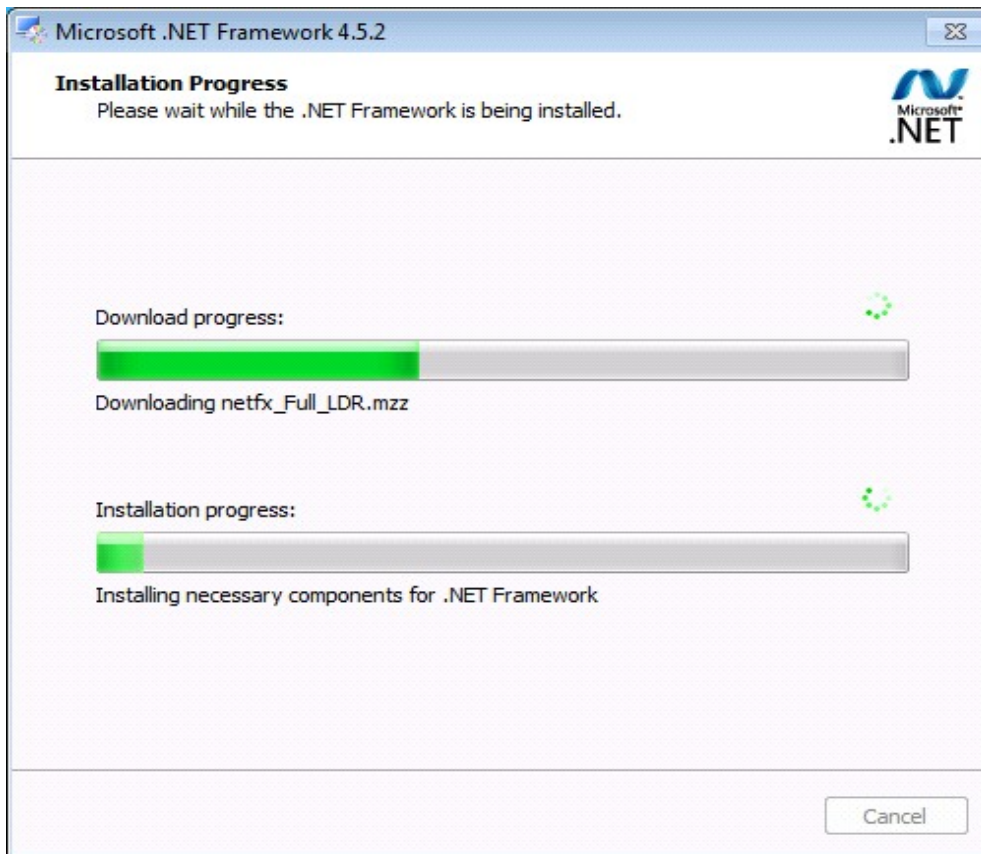 Microsoft .NET Framework 4.5.2
Installation Progress
Please wait while the .NET Framework is being installed.
Microsoft®
.NET
Download progress:
Downloading netfx_Full_LDR.mzz
Installation progress:
Installing necessary components for .NET Framework
Cancel